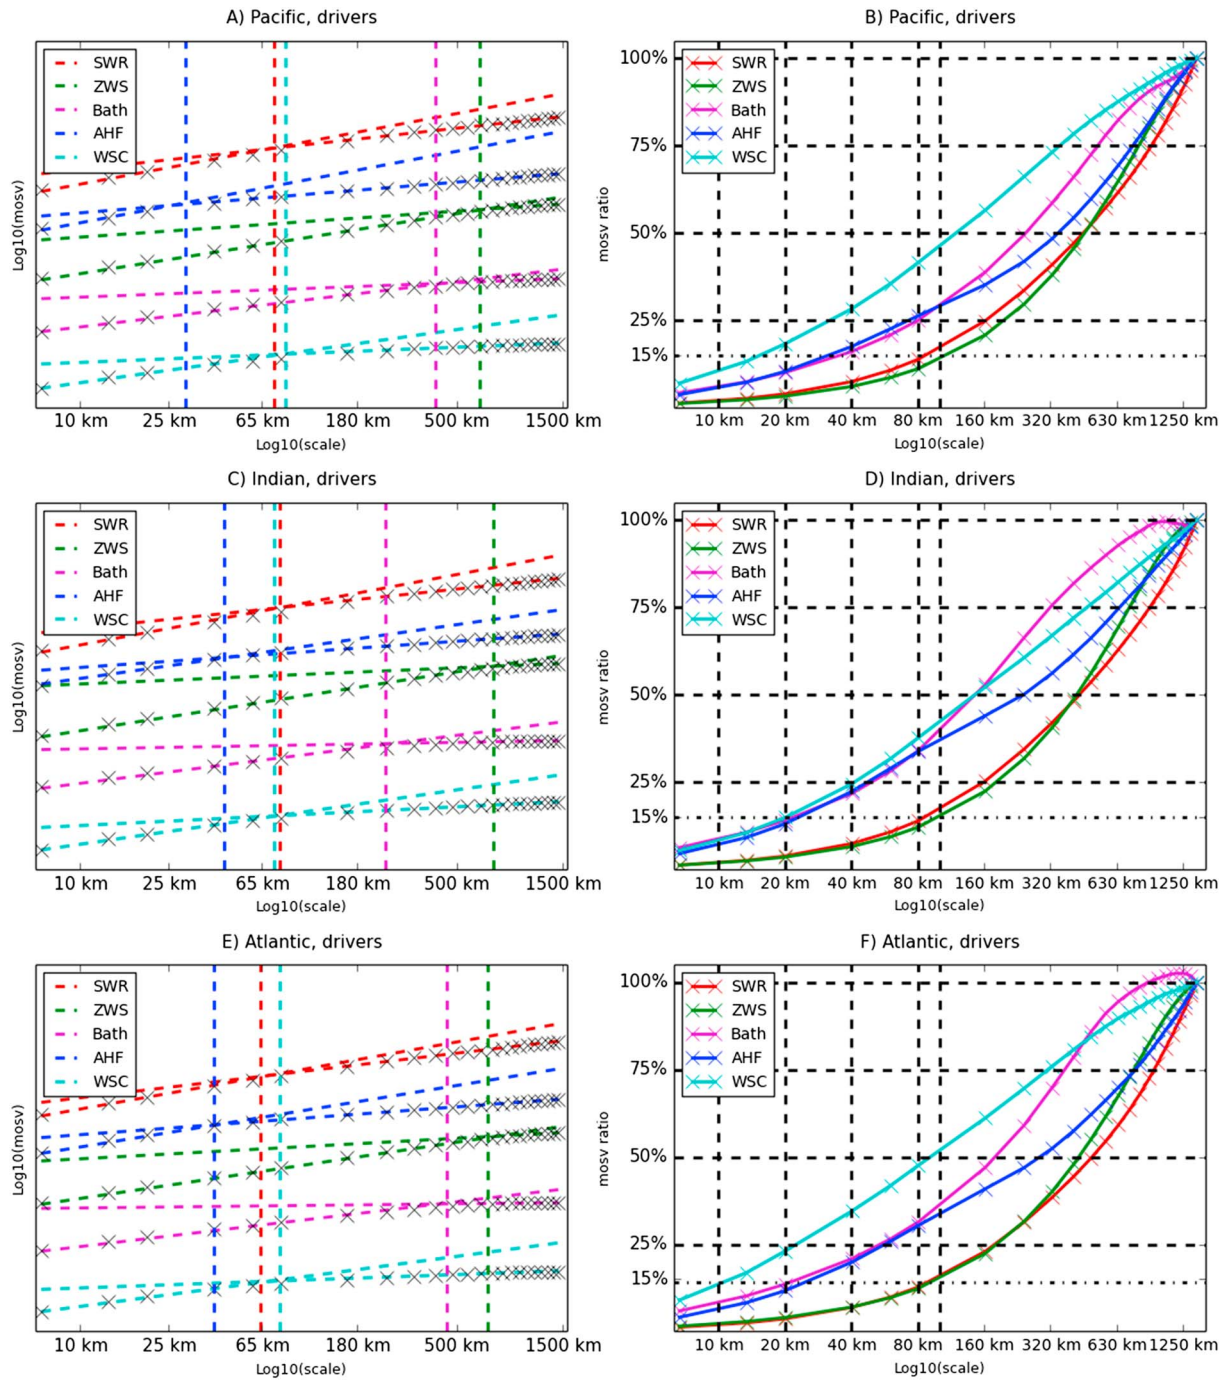 A) Pacific, drivers
SWR
ZWS
Bath
AHF
WSC
Log10(mosv)
10 km 25 km 65 km 180 km 500 km 1500 km
Log10(scale)
B) Pacific, drivers
SWR
ZWS
Bath
AHF
WSC
100%
75%
50%
25%
15%
mosv ratio
10 km 20 km 40 km 80 km 160 km 320 km 630 km 1250 km
Log10(scale)
C) Indian, drivers
SWR
ZWS
Bath
AHF
WSC
Log10(mosv)
10 km 25 km 65 km 180 km 500 km 1500 km
Log10(scale)
D) Indian, drivers
SWR
ZWS
Bath
AHF
WSC
100%
75%
50%
25%
15%
mosv ratio
10 km 20 km 40 km 80 km 160 km 320 km 630 km 1250 km
Log10(scale)
E) Atlantic, drivers
SWR
ZWS
Bath
AHF
WSC
Log10(mosv)
10 km 25 km 65 km 180 km 500 km 1500 km
Log10(scale)
F) Atlantic, drivers
SWR
ZWS
Bath
AHF
WSC
100%
75%
50%
25%
15%
mosv ratio
10 km 20 km 40 km 80 km 160 km 320 km 630 km 1250 km
Log10(scale)